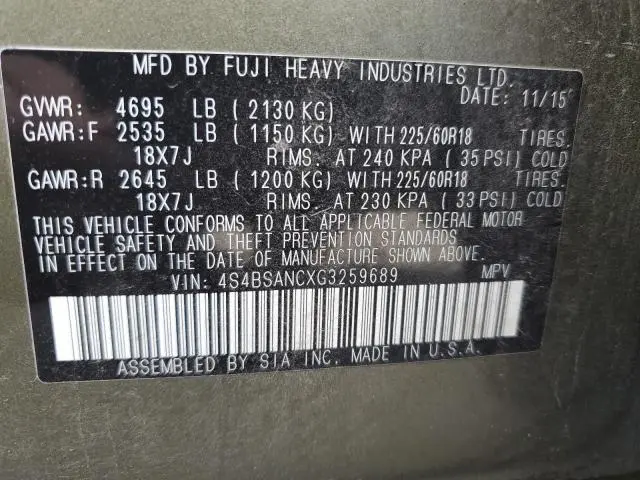 MFD BY FUJI HEAVY INDUSTRIES LTD.
DATE: 11/15
GVWR: 4695 LB ( 2130 KG)
GAWR:F 2535 LB ( 1150 KG) WITH 225/60R18 TIRES.
18X7J RIMS. AT 240 KPA ( 35 PSI) COLD
GAWR:R 2645 LB ( 1200 KG) WITH 225/60R18 TIRES.
18X7J RIMS. AT 230 KPA ( 33 PSI) COLD
THIS VEHICLE CONFORMS TO ALL APPLICABLE FEDERAL MOTOR
VEHICLE SAFETY AND THEFT PREVENTION STANDARDS
IN EFFECT ON THE DATE OF MANUFACTURE SHOWN ABOVE.
VIN: 4S4BSANCXG3259689 MPV
ASSEMBLED BY SIA INC. MADE IN U.S.A.